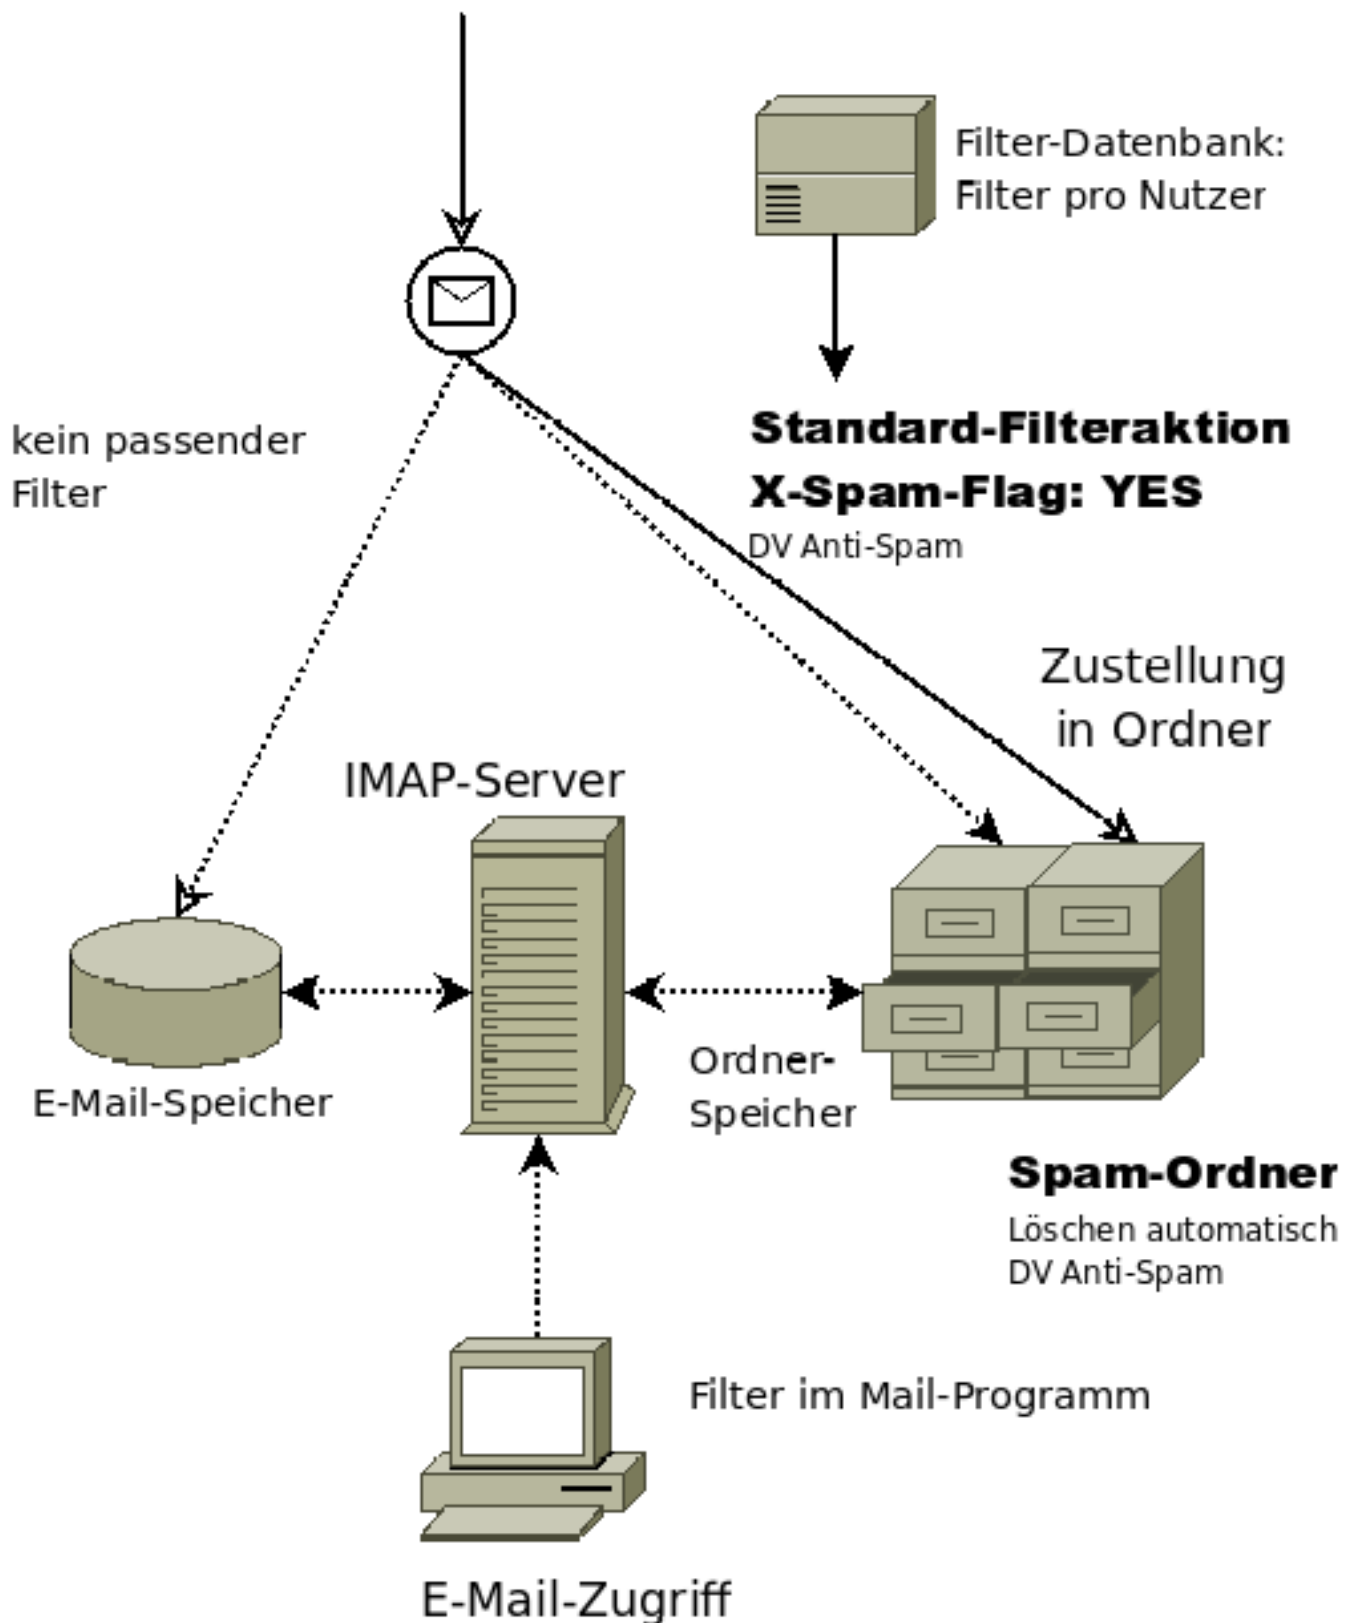 Filter-Datenbank:
Filter pro Nutzer
kein passender
Filter
Standard-Filteraktion
X-Spam-Flag: YES
DV Anti-Spam
Zustellung
in Ordner
IMAP-Server
E-Mail-Speicher
Ordner-
Speicher
Spam-Ordner
Löschen automatisch
DV Anti-Spam
Filter im Mail-Programm
E-Mail-Zugriff